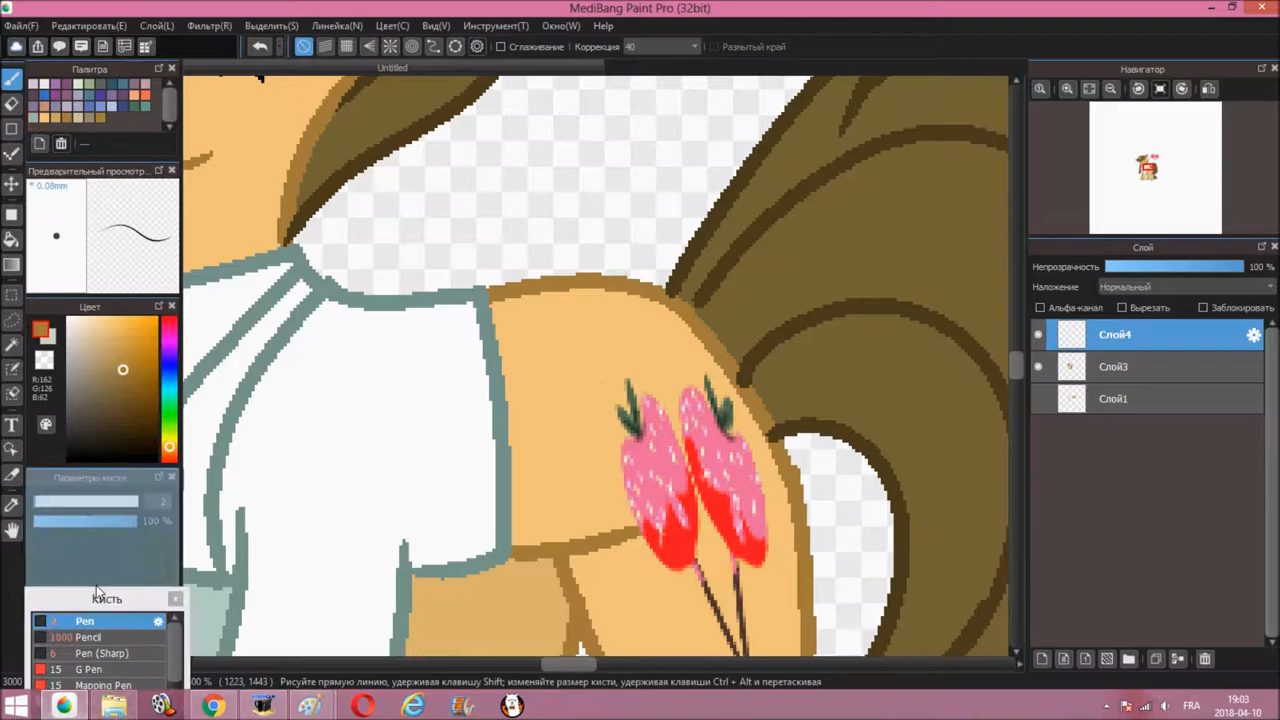 MediBang Paint Pro (32bit)
Файл(F) Редактировать(E) Слой(L) Фильтр(R) Выделить(S) Линейка(N) Цвет(C) Вид(V) Инструмент(T) Окно(W) Help
Сглаживание Коррекция 40 Размытый край
Палитра
Untitled
Навигатор
Предварительный просмотр...
* 0.08mm
Слой
Непрозрачность 100 %
Наложение Нормальный
Альфа-канал Вырезать Заблокировать
Цвет
Слой4
Слой3
Слой1
R:162
G:126
B:62
Параметры кисти
2
100 %
Кисть
Pen
1000 Pencil
6 Pen (Sharp)
15 G Pen
15 Mapping Pen
3000 % ( 1223, 1443) Рисуйте прямую линию, удерживая клавишу Shift; изменяйте размер кисти, удерживая клавиши Ctrl + Alt и перетаскивая
FRA
19:03
2018-04-10